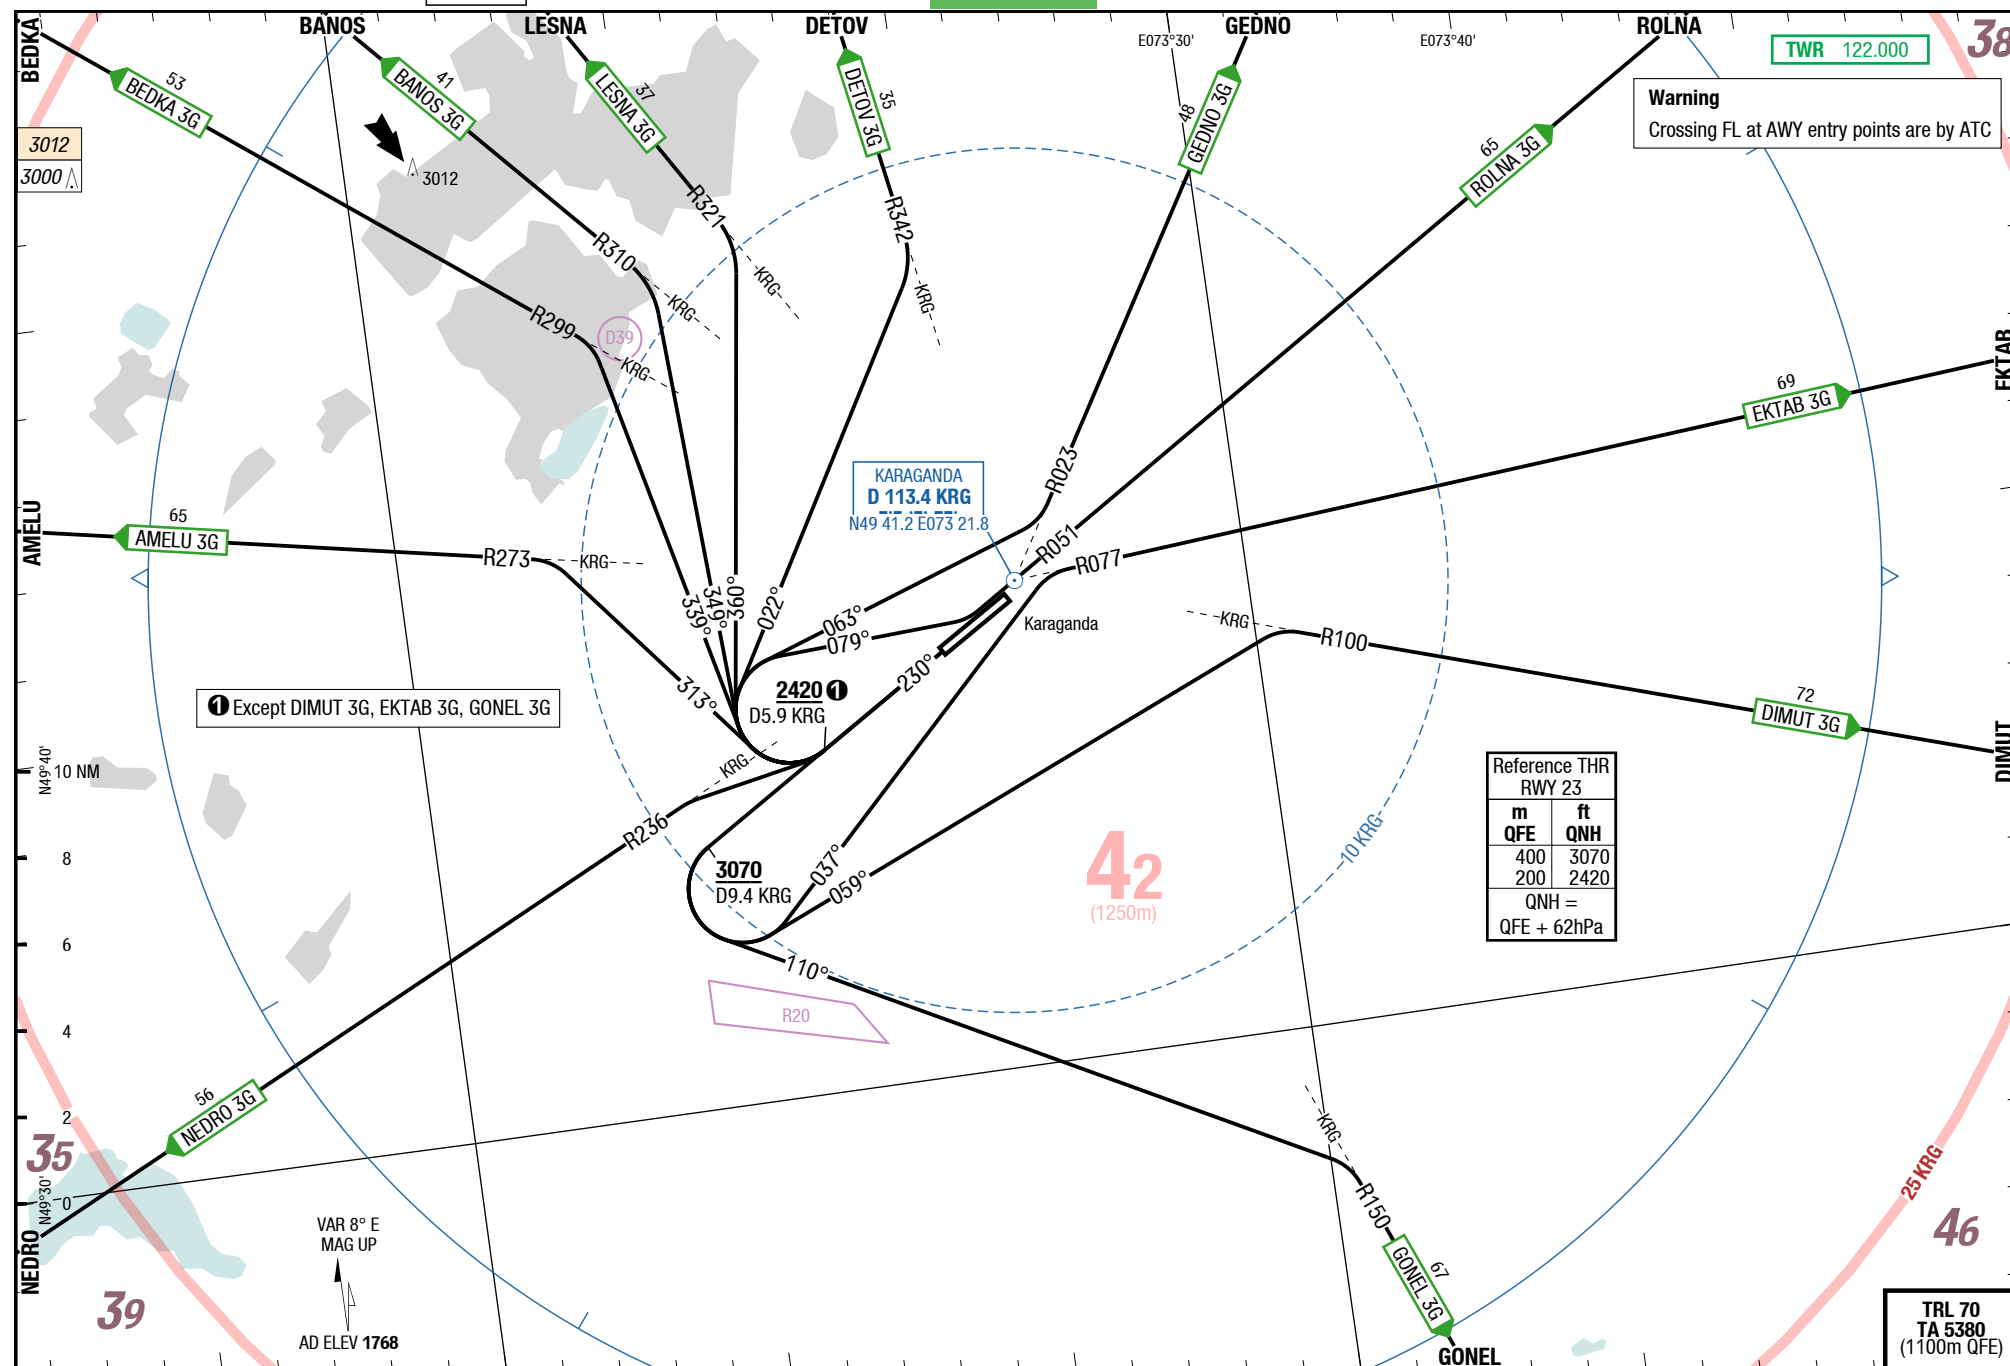 BEDKA
BANOS
LESNA
DETOV
GEDNO
ROLNA
E073°30'
E073°40'
TWR 122.000
38
Warning
Crossing FL at AWY entry points are by ATC
53
BEDKA 3G
41
BANOS 3G
37
LESNA 3G
35
DETOV 3G
48
GEDNO 3G
65
ROLNA 3G
3012
3000
3012
R321
R342
R310
R299
KRG
KRG
KRG
KRG
D39
EKTAB
69
EKTAB 3G
AMELU
65
AMELU 3G
R273
KRG
KARAGANDA
D 113.4 KRG
N49 41.2 E073 21.8
R023
R051
R077
339°
349°
360°
022°
063°
079°
Karaganda
KRG
R100
313°
230°
2420 1
D5.9 KRG
1 Except DIMUT 3G, EKTAB 3G, GONEL 3G
72
DIMUT 3G
DIMUT
N49°40'
10 NM
KRG
Reference THR
RWY 23
m ft
QFE QNH
400 3070
200 2420
QNH =
QFE + 62hPa
R236
10 KRG
8
3070
D9.4 KRG
037°
059°
42
(1250m)
6
110°
R20
4
56
NEDRO 3G
2
35
N49°30'
0
KRG
R150
25 KRG
46
NEDRO
VAR 8° E
MAG UP
67
GONEL 3G
39
AD ELEV 1768
GONEL
TRL 70
TA 5380
(1100m QFE)